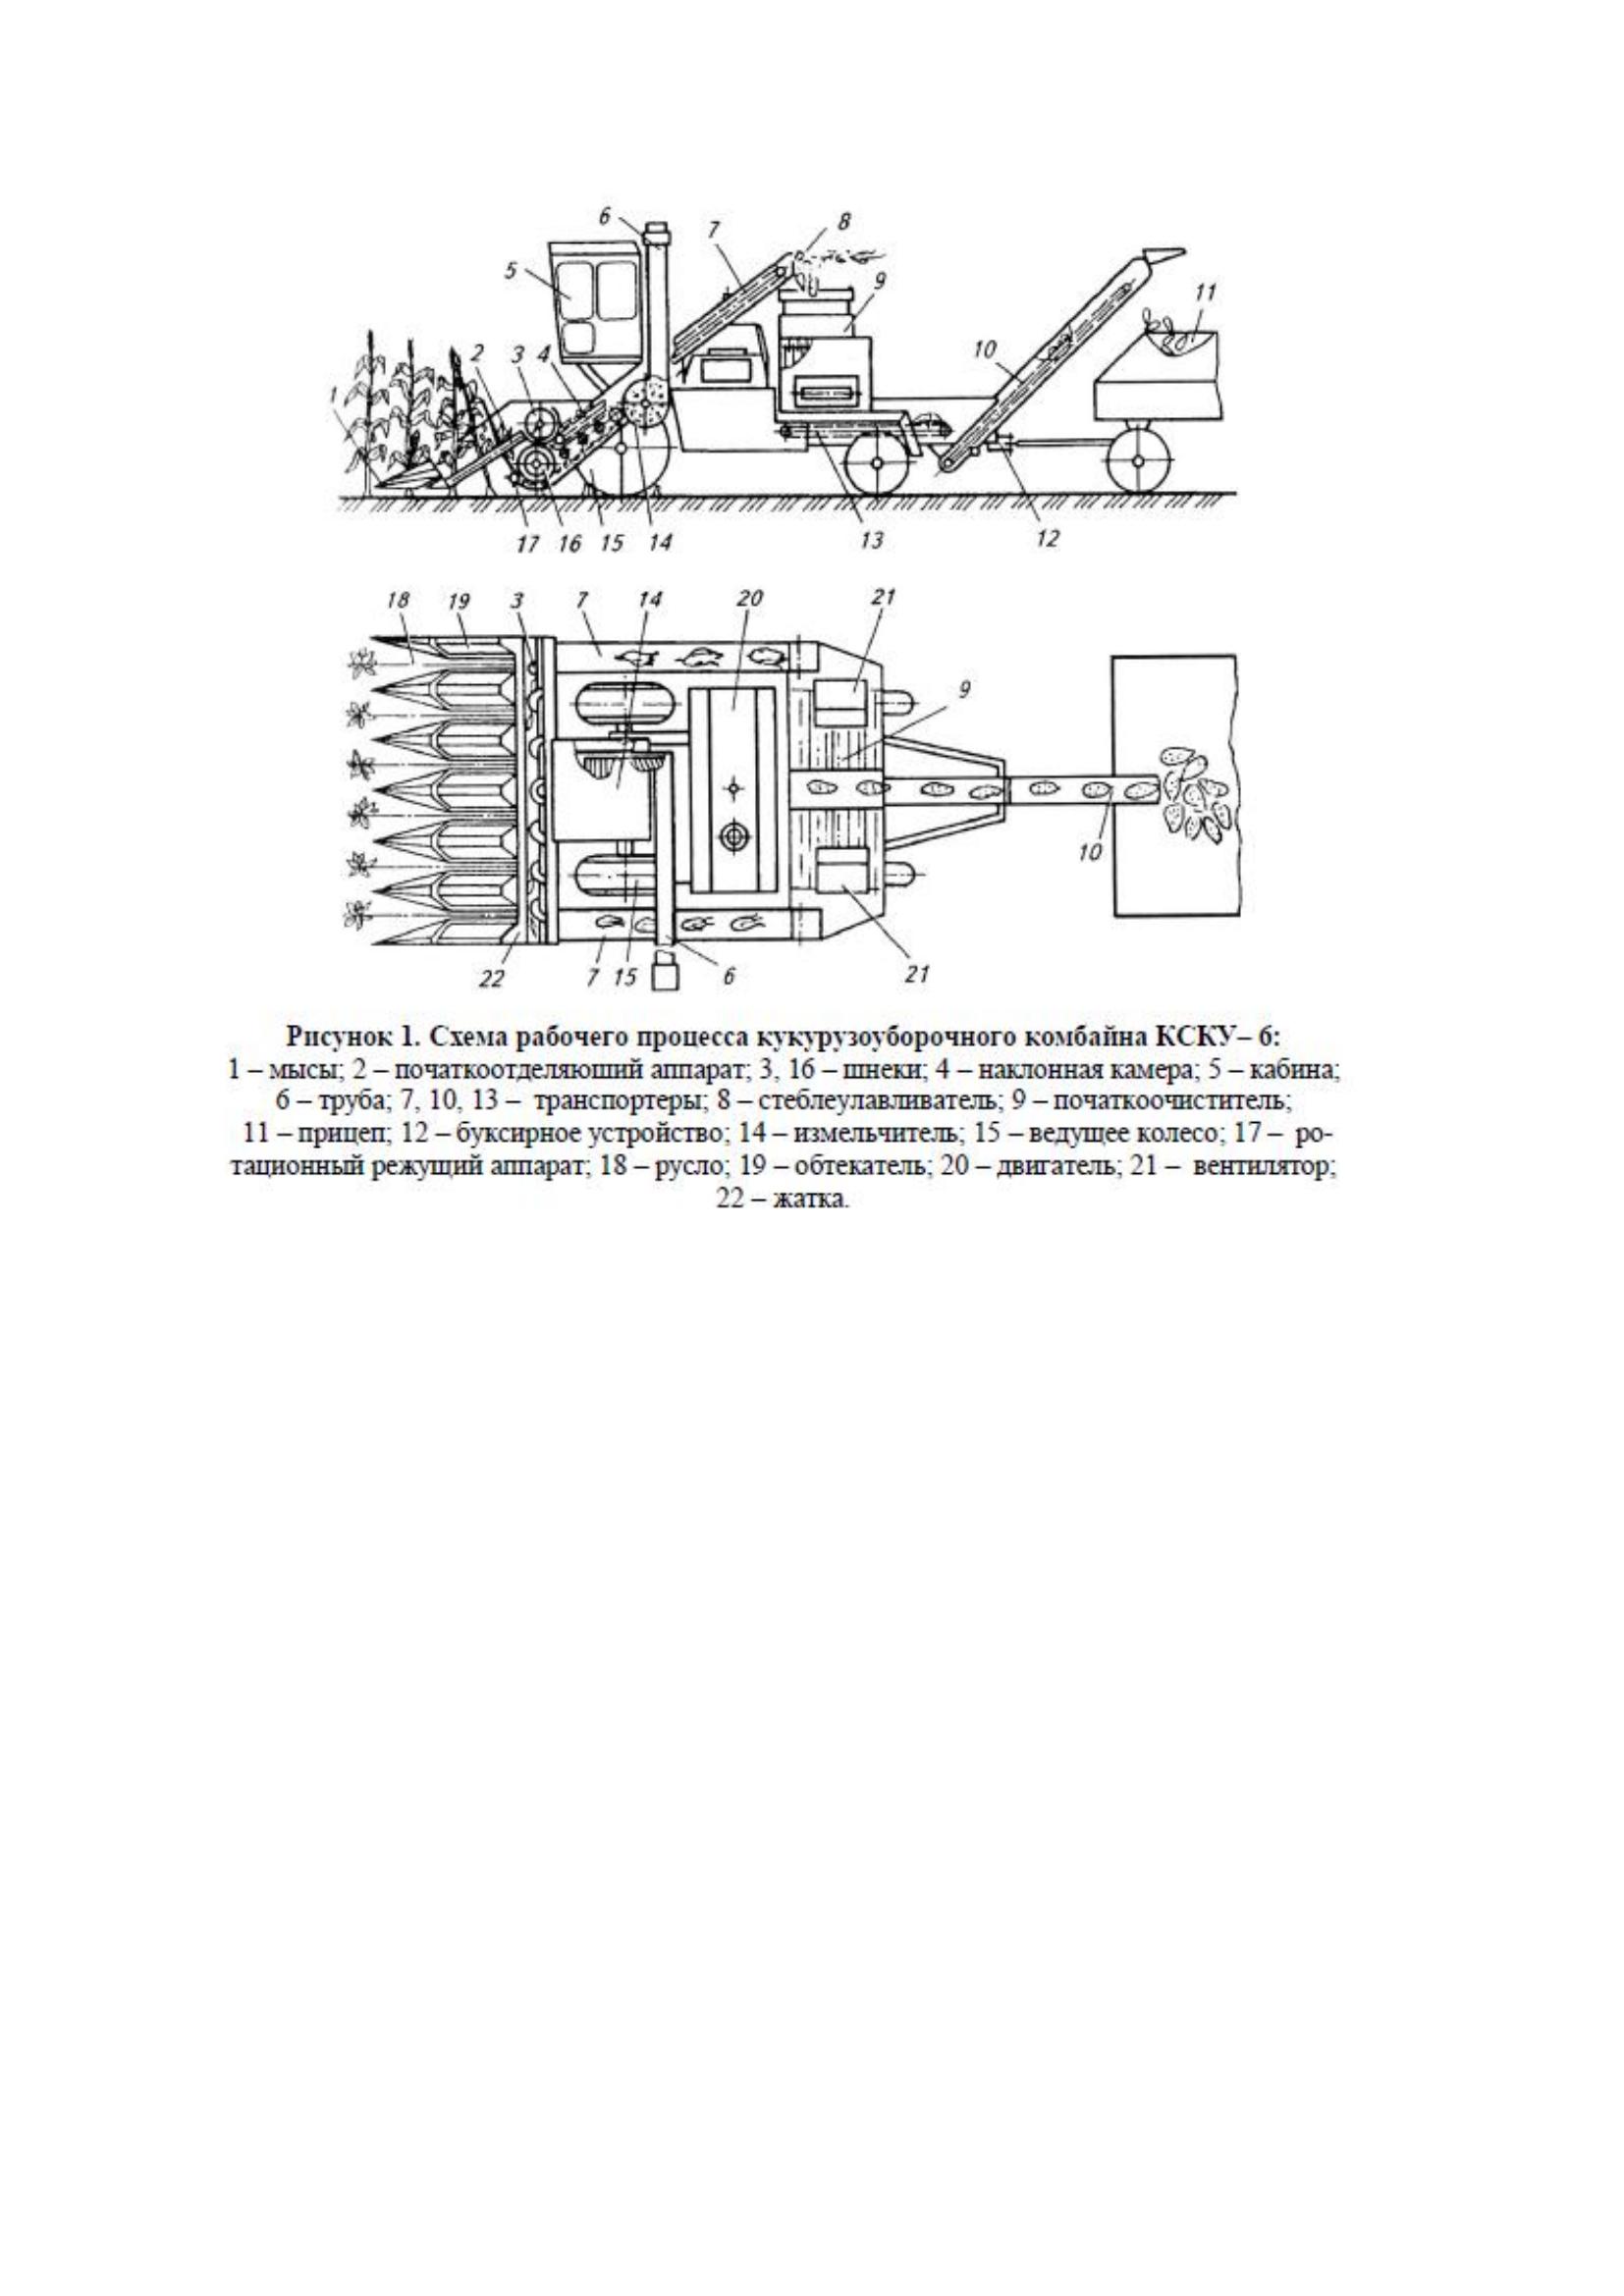 6 7 8
5 9 11
2 3 4 10
1
17 16 15 14 13 12
18 19 3 7 14 20 21
9
10
22 7 15 6 21
Рисунок 1. Схема рабочего процесса кукурузоуборочного комбайна КСКУ– 6:
1 – мысы; 2 – початкоотделяюший аппарат; 3, 16 – шнеки; 4 – наклонная камера; 5 – кабина;
6 – труба; 7, 10, 13 – транспортеры; 8 – стеблеулавливатель; 9 – початкоочиститель;
11 – прицеп; 12 – буксирное устройство; 14 – измельчитель; 15 – ведущее колесо; 17 – ро-
тационный режущий аппарат; 18 – русло; 19 – обтекатель; 20 – двигатель; 21 – вентилятор;
22 – жатка.